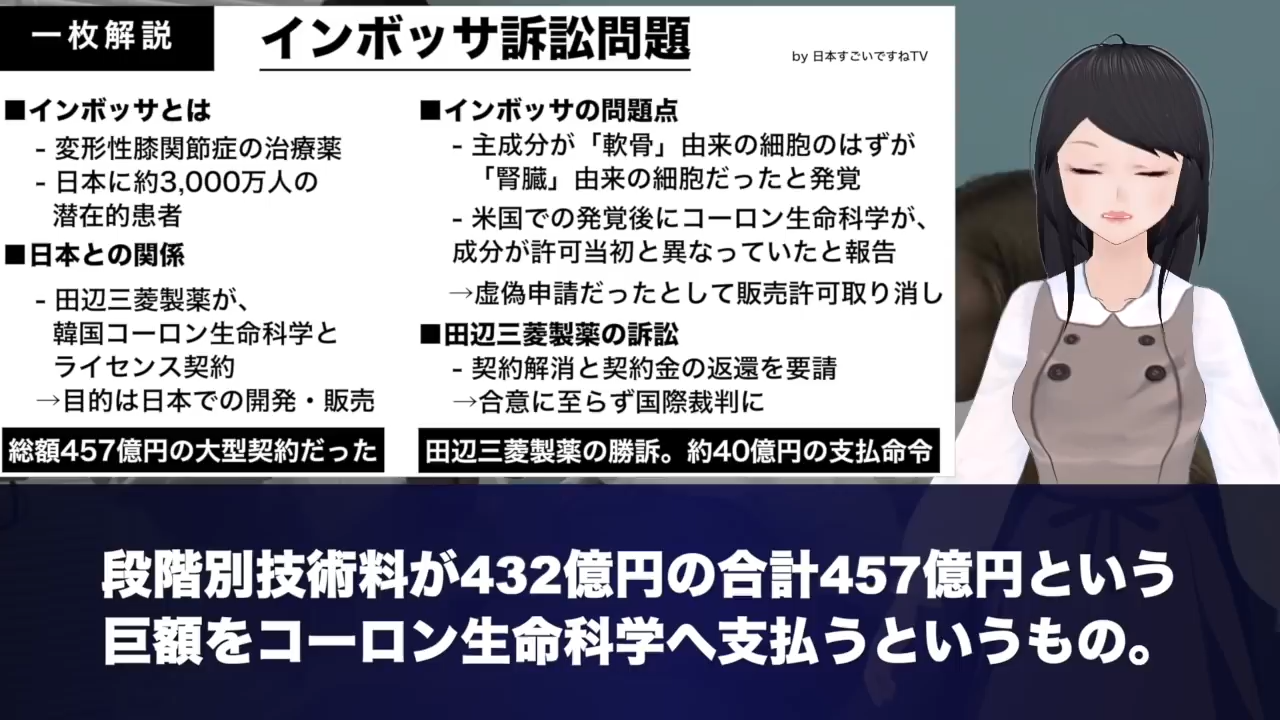 一枚解説
インボッサ訴訟問題
by 日本すごいですねTV
■インボッサとは
- 変形性膝関節症の治療薬
- 日本に約3,000万人の
潜在的患者
■日本との関係
- 田辺三菱製薬が、
韓国コーロン生命科学と
ライセンス契約
→目的は日本での開発・販売
総額457億円の大型契約だった
■インボッサの問題点
- 主成分が「軟骨」由来の細胞のはずが
「腎臓」由来の細胞だったと発覚
- 米国での発覚後にコーロン生命科学が、
成分が許可当初と異なっていたと報告
→虚偽申請だったとして販売許可取り消し
■田辺三菱製薬の訴訟
- 契約解消と契約金の返還を要請
→合意に至らず国際裁判に
田辺三菱製薬の勝訴。約40億円の支払命令
段階別技術料が432億円の合計457億円という
巨額をコーロン生命科学へ支払うというもの。